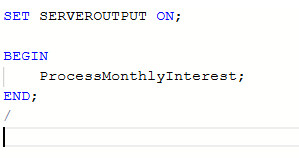 SET SERVEROUTPUT ON;
BEGIN
ProcessMonthlyInterest;
END;
/